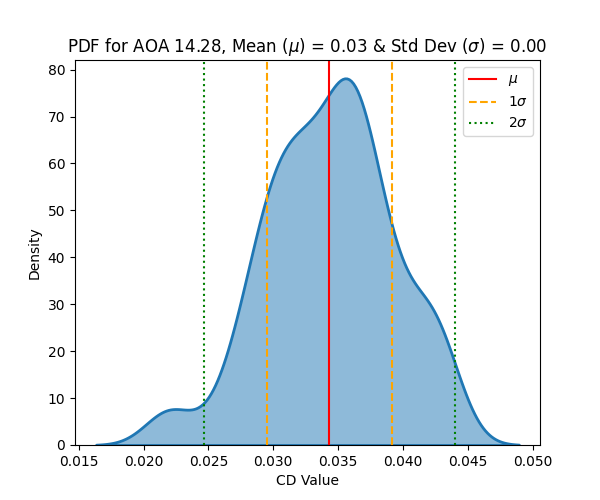 PDF for AOA 14.28, Mean (μ) = 0.03 & Std Dev (σ) = 0.00
μ
1σ
2σ
80
70
60
50
40
30
20
10
0
Density
0.015 0.020 0.025 0.030 0.035 0.040 0.045 0.050
CD Value